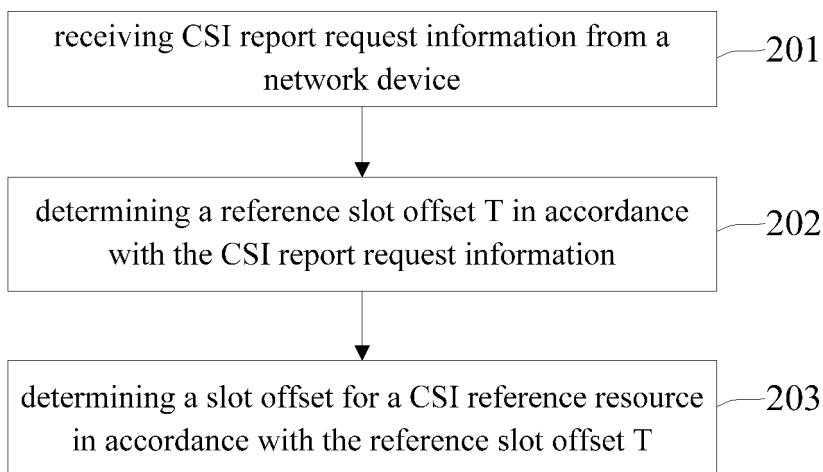 receiving CSI report request information from a
network device
201
determining a reference slot offset T in accordance
with the CSI report request information
202
determining a slot offset for a CSI reference resource
in accordance with the reference slot offset T
203